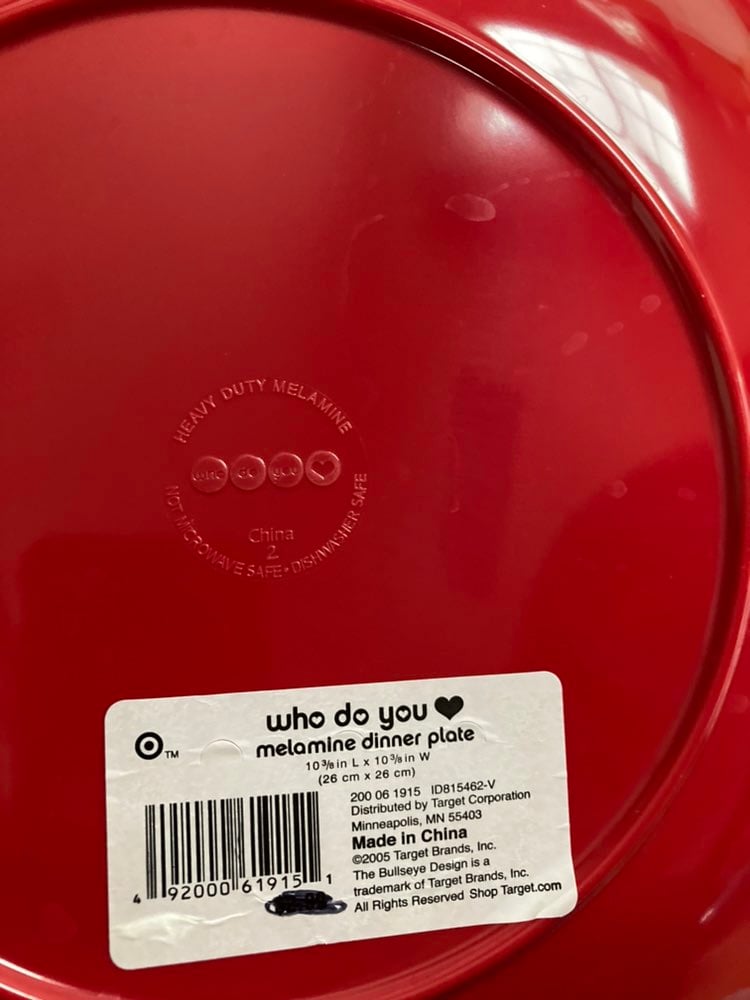 HEAVY DUTY MELAMINE
who do you ♥
China
2
NOT MICROWAVE SAFE • DISHWASHER SAFE
who do you ♥
TM
melamine dinner plate
10 3/8 in L x 10 3/8 in W
(26 cm x 26 cm)
200 06 1915 ID815462-V
Distributed by Target Corporation
Minneapolis, MN 55403
Made in China
©2005 Target Brands, Inc.
The Bullseye Design is a
trademark of Target Brands, Inc.
All Rights Reserved Shop Target.com
4 92000 61915 1